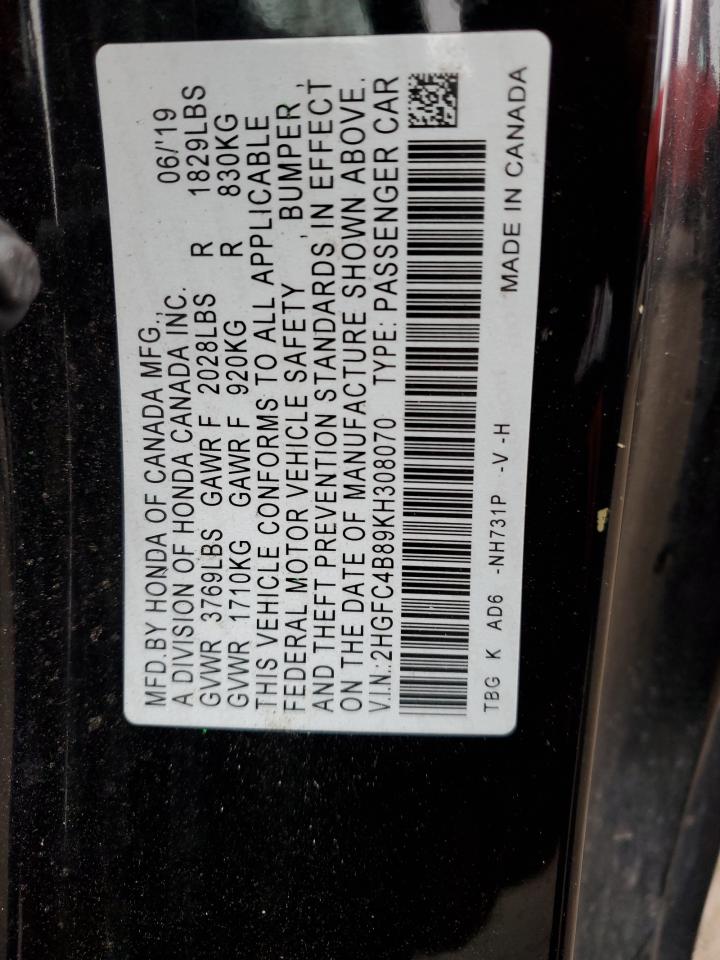 MFD.BY HONDA OF CANADA MFG.,
A DIVISION OF HONDA CANADA INC. 06/'19
GVWR 3769LBS GAWR F 2028LBS R 1829LBS
GVWR 1710KG GAWR F 920KG R 830KG
THIS VEHICLE CONFORMS TO ALL APPLICABLE
FEDERAL MOTOR VEHICLE SAFETY , BUMPER ,
AND THEFT PREVENTION STANDARDS IN EFFECT
ON THE DATE OF MANUFACTURE SHOWN ABOVE.
V.I.N.:2HGFC4B89KH308070 TYPE: PASSENGER CAR
TBG K AD6 -NH731P -V -H
MADE IN CANADA